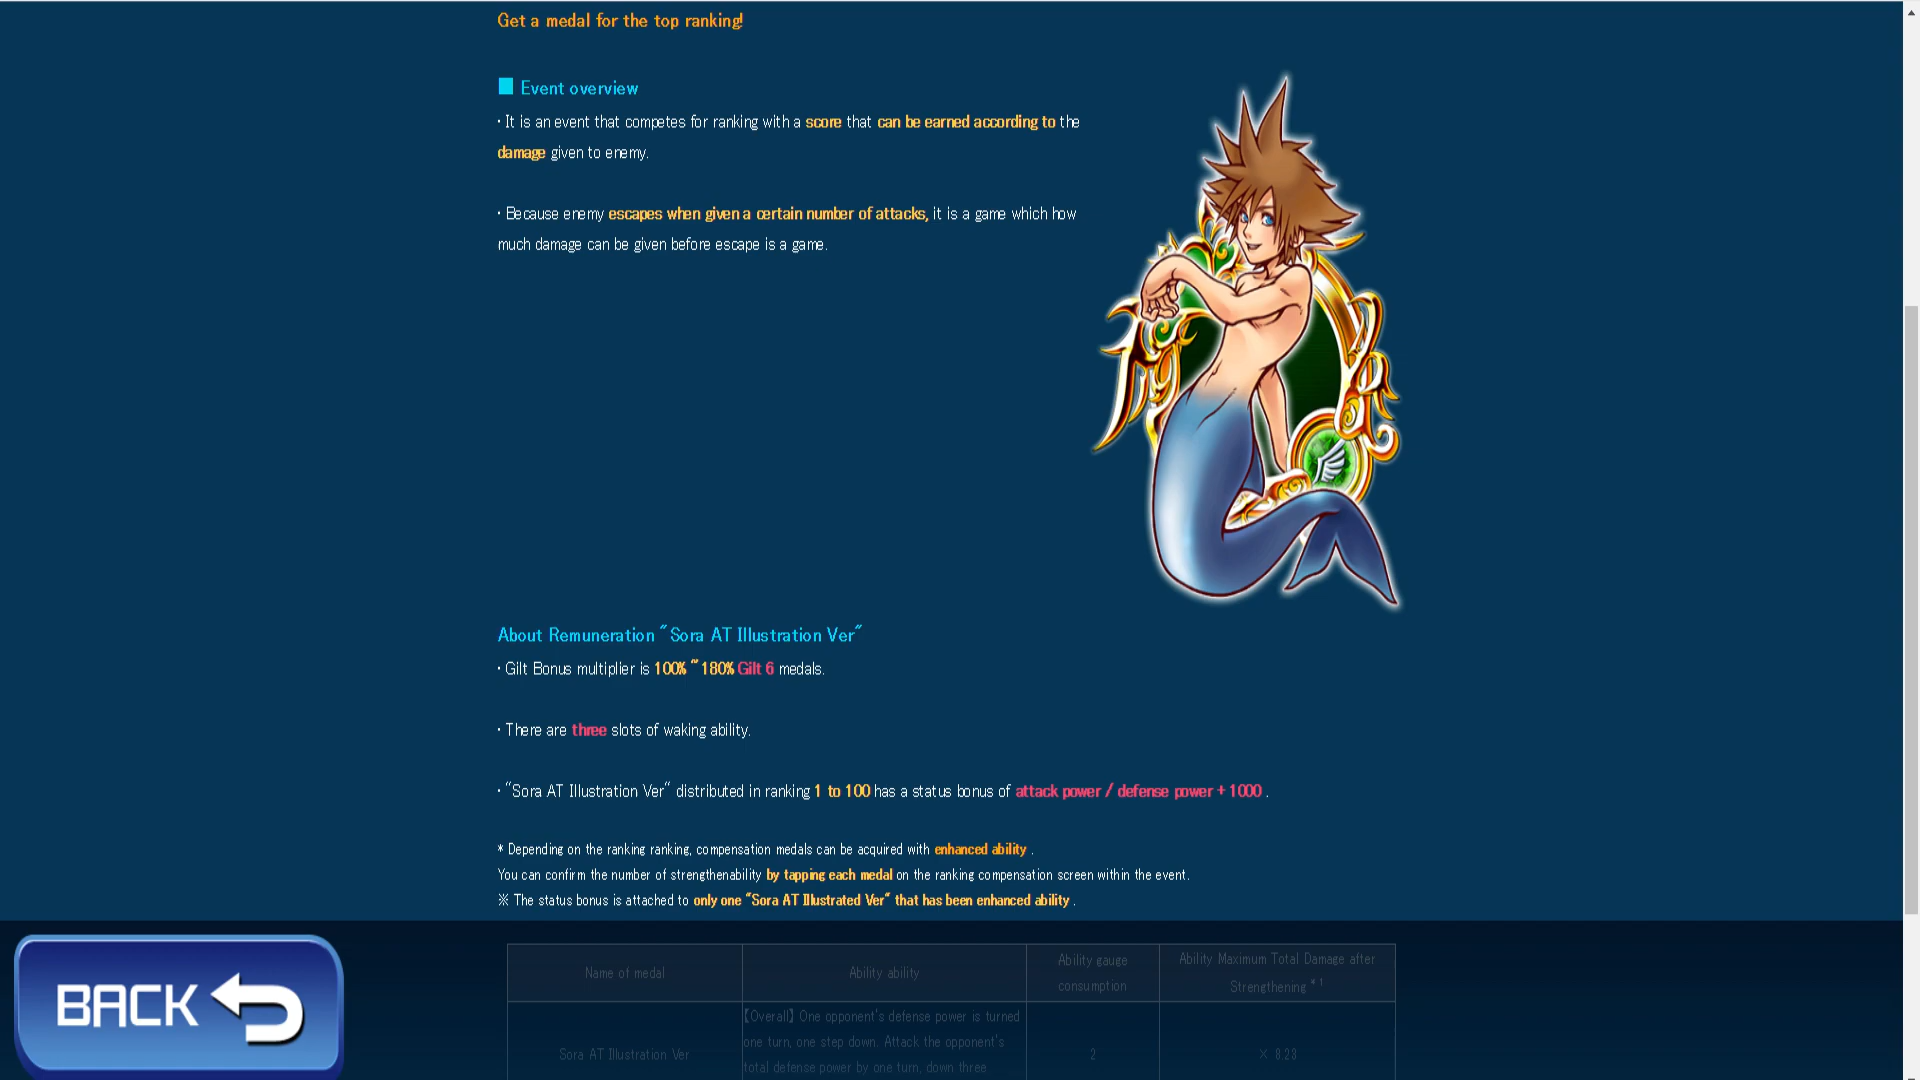 Get a medal for the top ranking!
■ Event overview
· It is an event that competes for ranking with a score that can be earned according to the
damage given to enemy.
· Because enemy escapes when given a certain number of attacks, it is a game which how
much damage can be given before escape is a game.
About Remuneration "Sora AT Illustration Ver"
· Gilt Bonus multiplier is 100% ~ 180% Gilt 6 medals.
· There are three slots of waking ability.
· "Sora AT Illustration Ver" distributed in ranking 1 to 100 has a status bonus of attack power / defense power + 1000 .
* Depending on the ranking ranking, compensation medals can be acquired with enhanced ability .
You can confirm the number of strengthenability by tapping each medal on the ranking compensation screen within the event.
※ The status bonus is attached to only one "Sora AT Illustrated Ver" that has been enhanced ability .
BACK
Name of medal
Ability ability
Ability gauge
consumption
Ability Maximum Total Damage after
Strengthening * 1
Sora AT Illustration Ver
【Overall】 One opponent's defense power is turned
one turn, one step down. Attack the opponent's
total defense power by one turn, down three
2
× 8.23